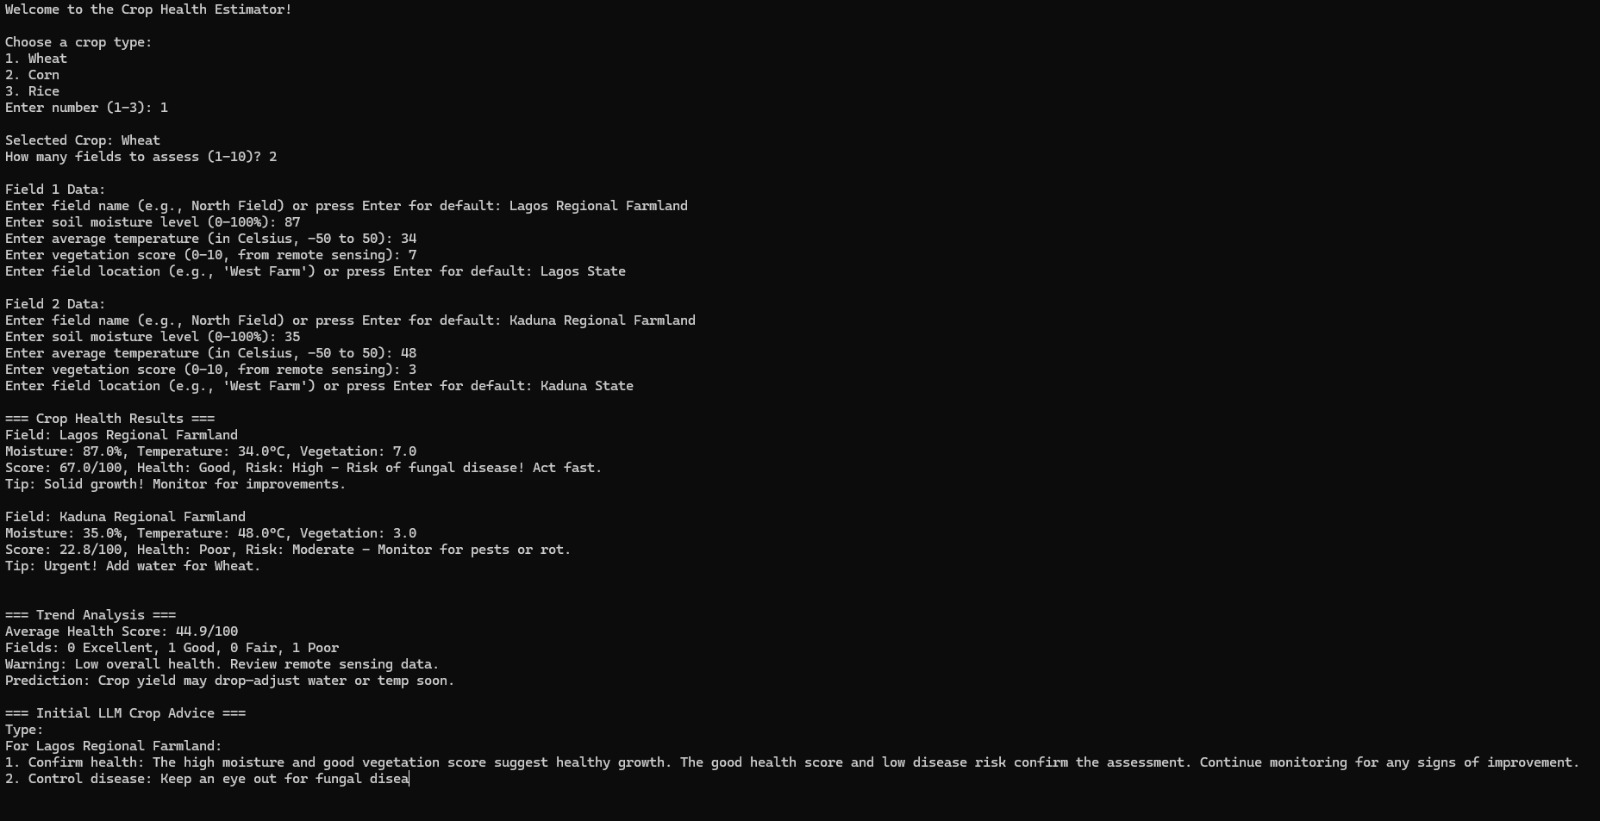 Welcome to the Crop Health Estimator!
Choose a crop type:
1. Wheat
2. Corn
3. Rice
Enter number (1-3): 1
Selected Crop: Wheat
How many fields to assess (1-10)? 2
Field 1 Data:
Enter field name (e.g., North Field) or press Enter for default: Lagos Regional Farmland
Enter soil moisture level (0-100%): 87
Enter average temperature (in Celsius, -50 to 50): 34
Enter vegetation score (0-10, from remote sensing): 7
Enter field location (e.g., 'West Farm') or press Enter for default: Lagos State
Field 2 Data:
Enter field name (e.g., North Field) or press Enter for default: Kaduna Regional Farmland
Enter soil moisture level (0-100%): 35
Enter average temperature (in Celsius, -50 to 50): 48
Enter vegetation score (0-10, from remote sensing): 3
Enter field location (e.g., 'West Farm') or press Enter for default: Kaduna State
=== Crop Health Results ===
Field: Lagos Regional Farmland
Moisture: 87.0%, Temperature: 34.0°C, Vegetation: 7.0
Score: 67.0/100, Health: Good, Risk: High - Risk of fungal disease! Act fast.
Tip: Solid growth! Monitor for improvements.
Field: Kaduna Regional Farmland
Moisture: 35.0%, Temperature: 48.0°C, Vegetation: 3.0
Score: 22.8/100, Health: Poor, Risk: Moderate - Monitor for pests or rot.
Tip: Urgent! Add water for Wheat.
=== Trend Analysis ===
Average Health Score: 44.9/100
Fields: 0 Excellent, 1 Good, 0 Fair, 1 Poor
Warning: Low overall health. Review remote sensing data.
Prediction: Crop yield may drop-adjust water or temp soon.
=== Initial LLM Crop Advice ===
Type:
For Lagos Regional Farmland:
1. Confirm health: The high moisture and good vegetation score suggest healthy growth. The good health score and low disease risk confirm the assessment. Continue monitoring for any signs of improvement.
2. Control disease: Keep an eye out for fungal disea